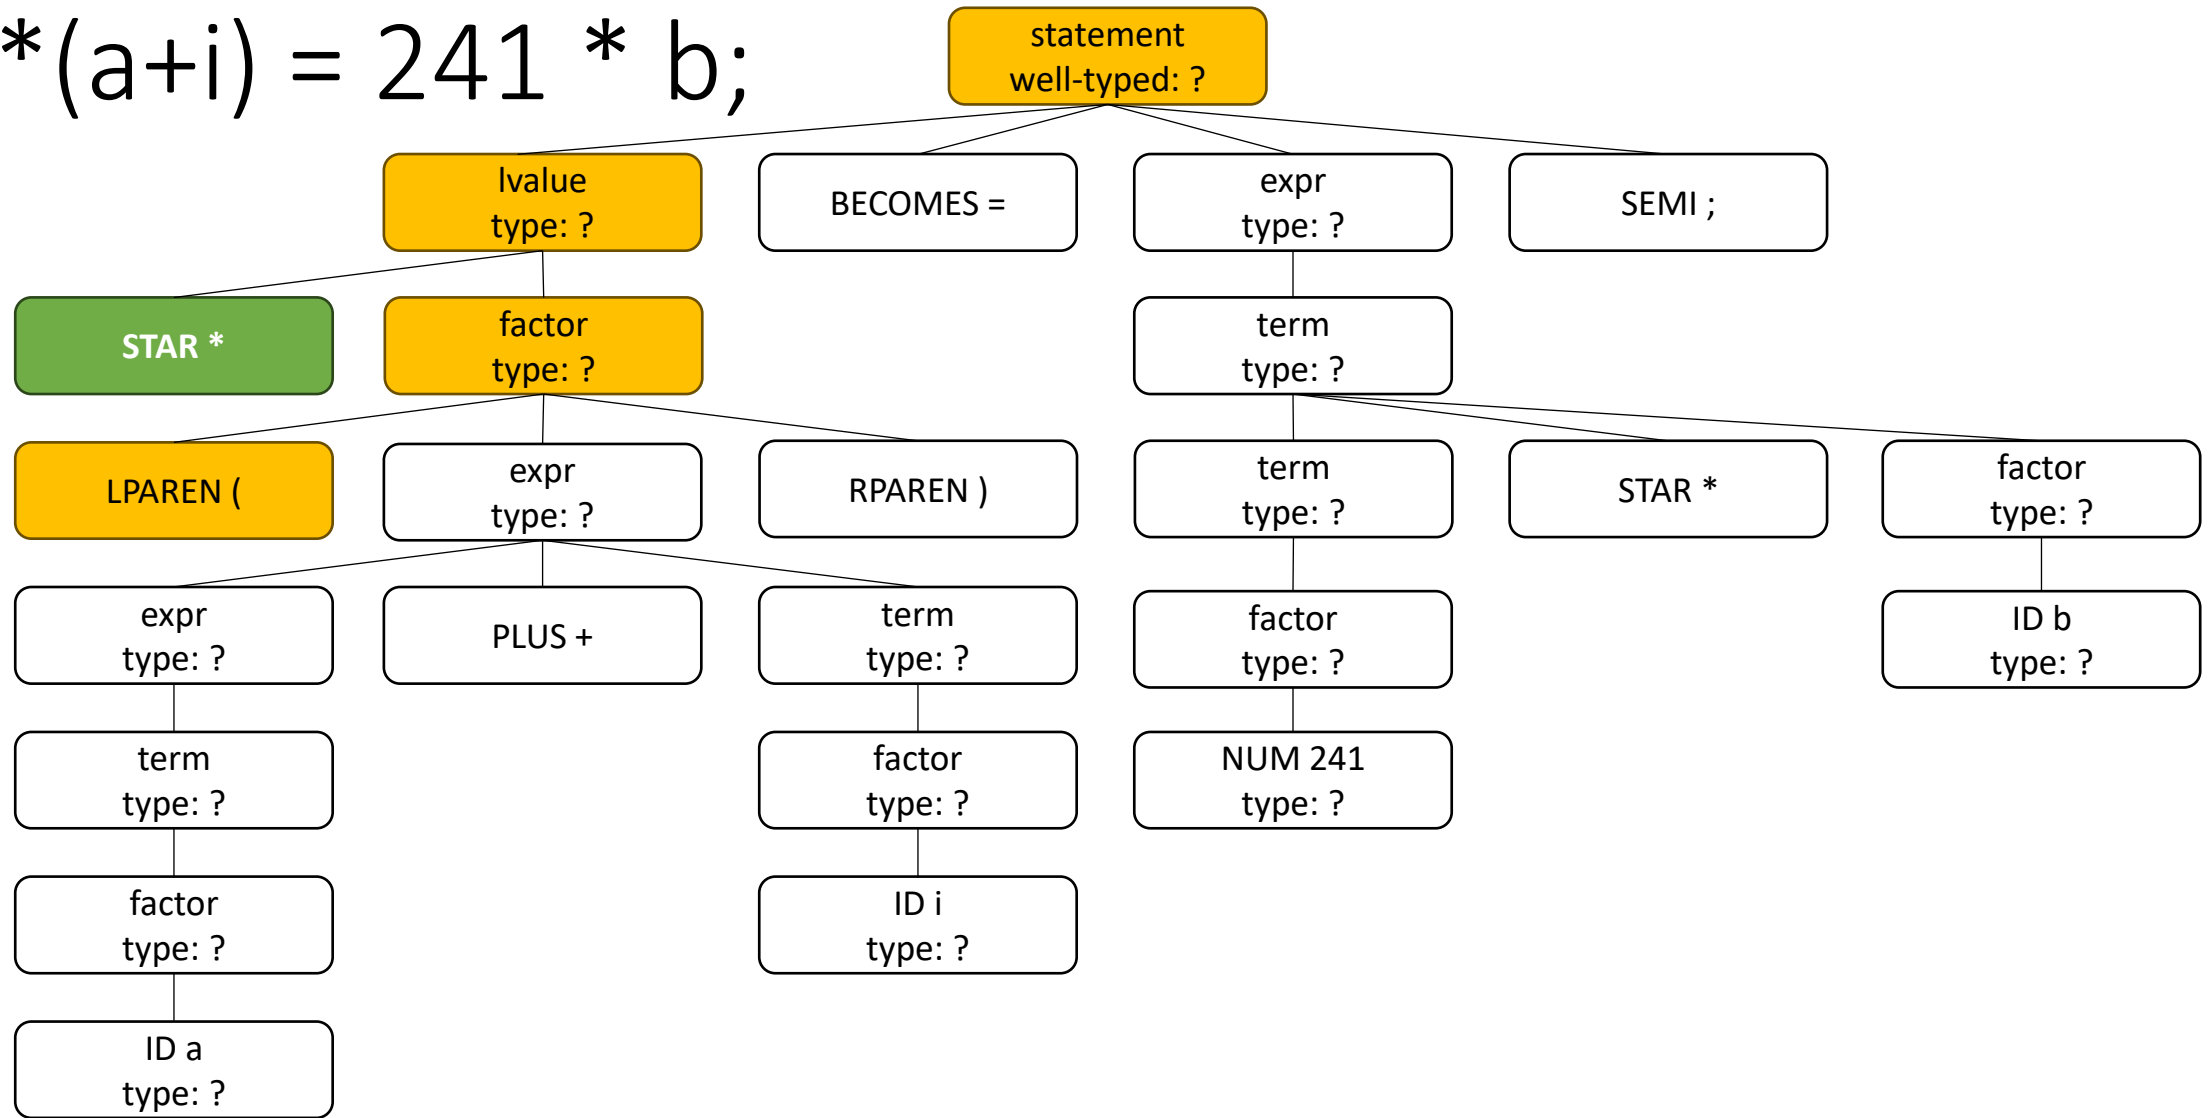 *(a+i) = 241 * b;
statement
well-typed: ?
lvalue
type: ?
BECOMES =
expr
type: ?
SEMI ;
STAR *
factor
type: ?
term
type: ?
LPAREN (
expr
type: ?
RPAREN )
term
type: ?
STAR *
factor
type: ?
expr
type: ?
PLUS +
term
type: ?
factor
type: ?
ID b
type: ?
term
type: ?
factor
type: ?
NUM 241
type: ?
factor
type: ?
ID i
type: ?
ID a
type: ?